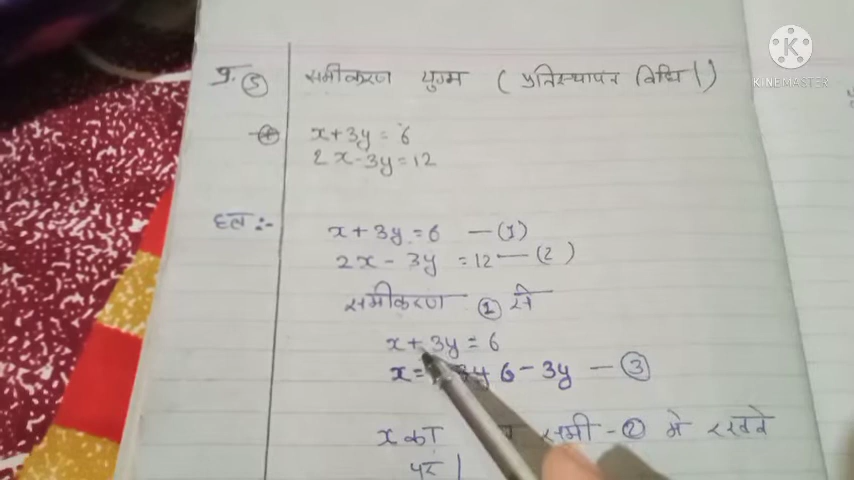 प्र. 5 समीकरण युग्म ( प्रतिस्थापन विधि । )
KINEMASTER
x + 3y = 6
2x - 3y = 12
हल :-
x + 3y = 6 — (1)
2x - 3y = 12 — (2)
समीकरण 1 से
x + 3y = 6
x = 6 - 3y — 3
x का समी - 2 मे रखने
पर |